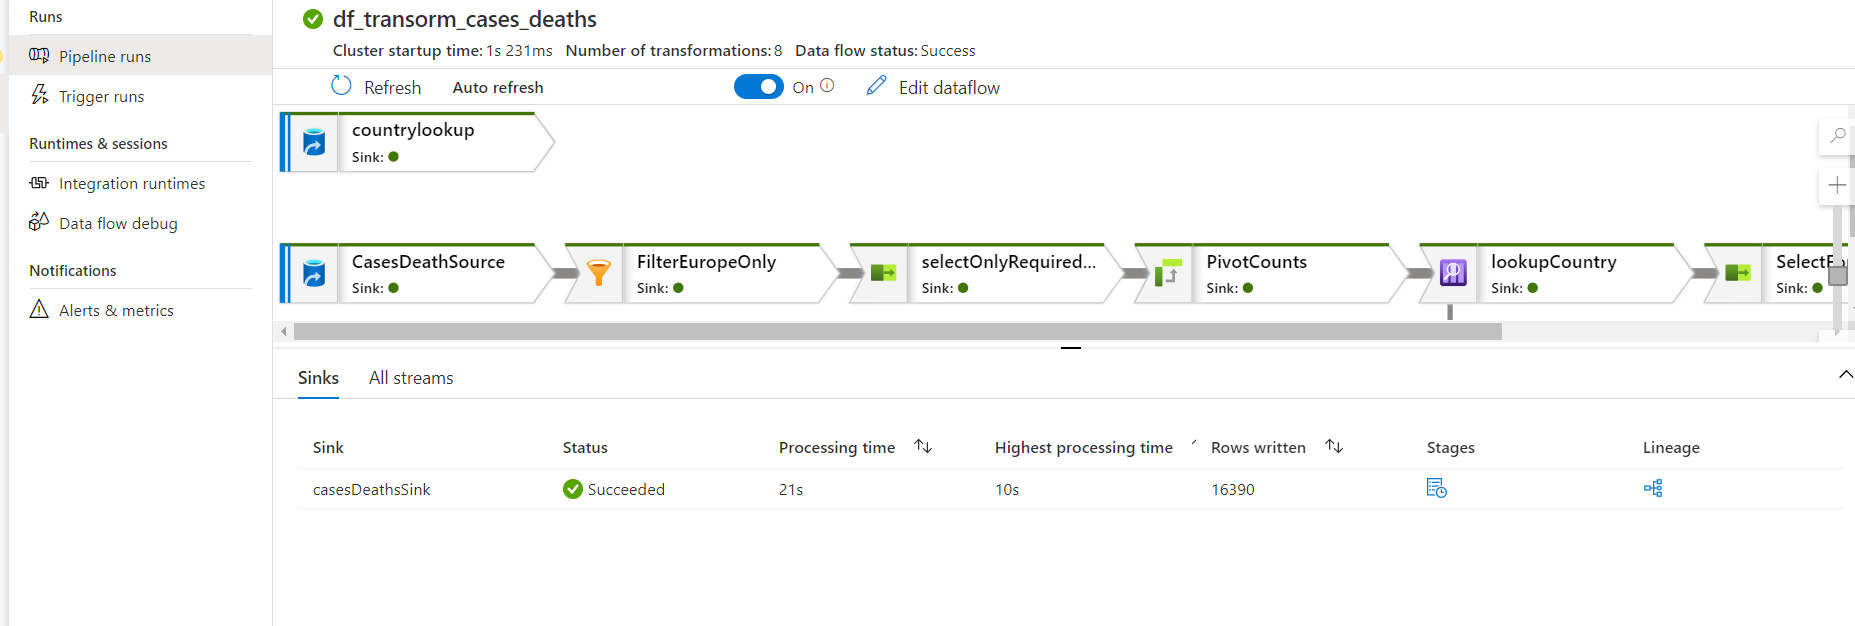 Runs
Pipeline runs
Trigger runs
Runtimes & sessions
Integration runtimes
Data flow debug
Notifications
Alerts & metrics
df_transorm_cases_deaths
Cluster startup time: 1s 231ms Number of transformations: 8 Data flow status: Success
Refresh Auto refresh On Edit dataflow
countrylookup
Sink:
CasesDeathSource FilterEuropeOnly selectOnlyRequired... PivotCounts lookupCountry
Sink: Sink: Sink: Sink: Sink: Sink:
Sinks All streams
Sink Status Processing time Highest processing time Rows written Stages Lineage
casesDeathsSink Succeeded 21s 10s 16390